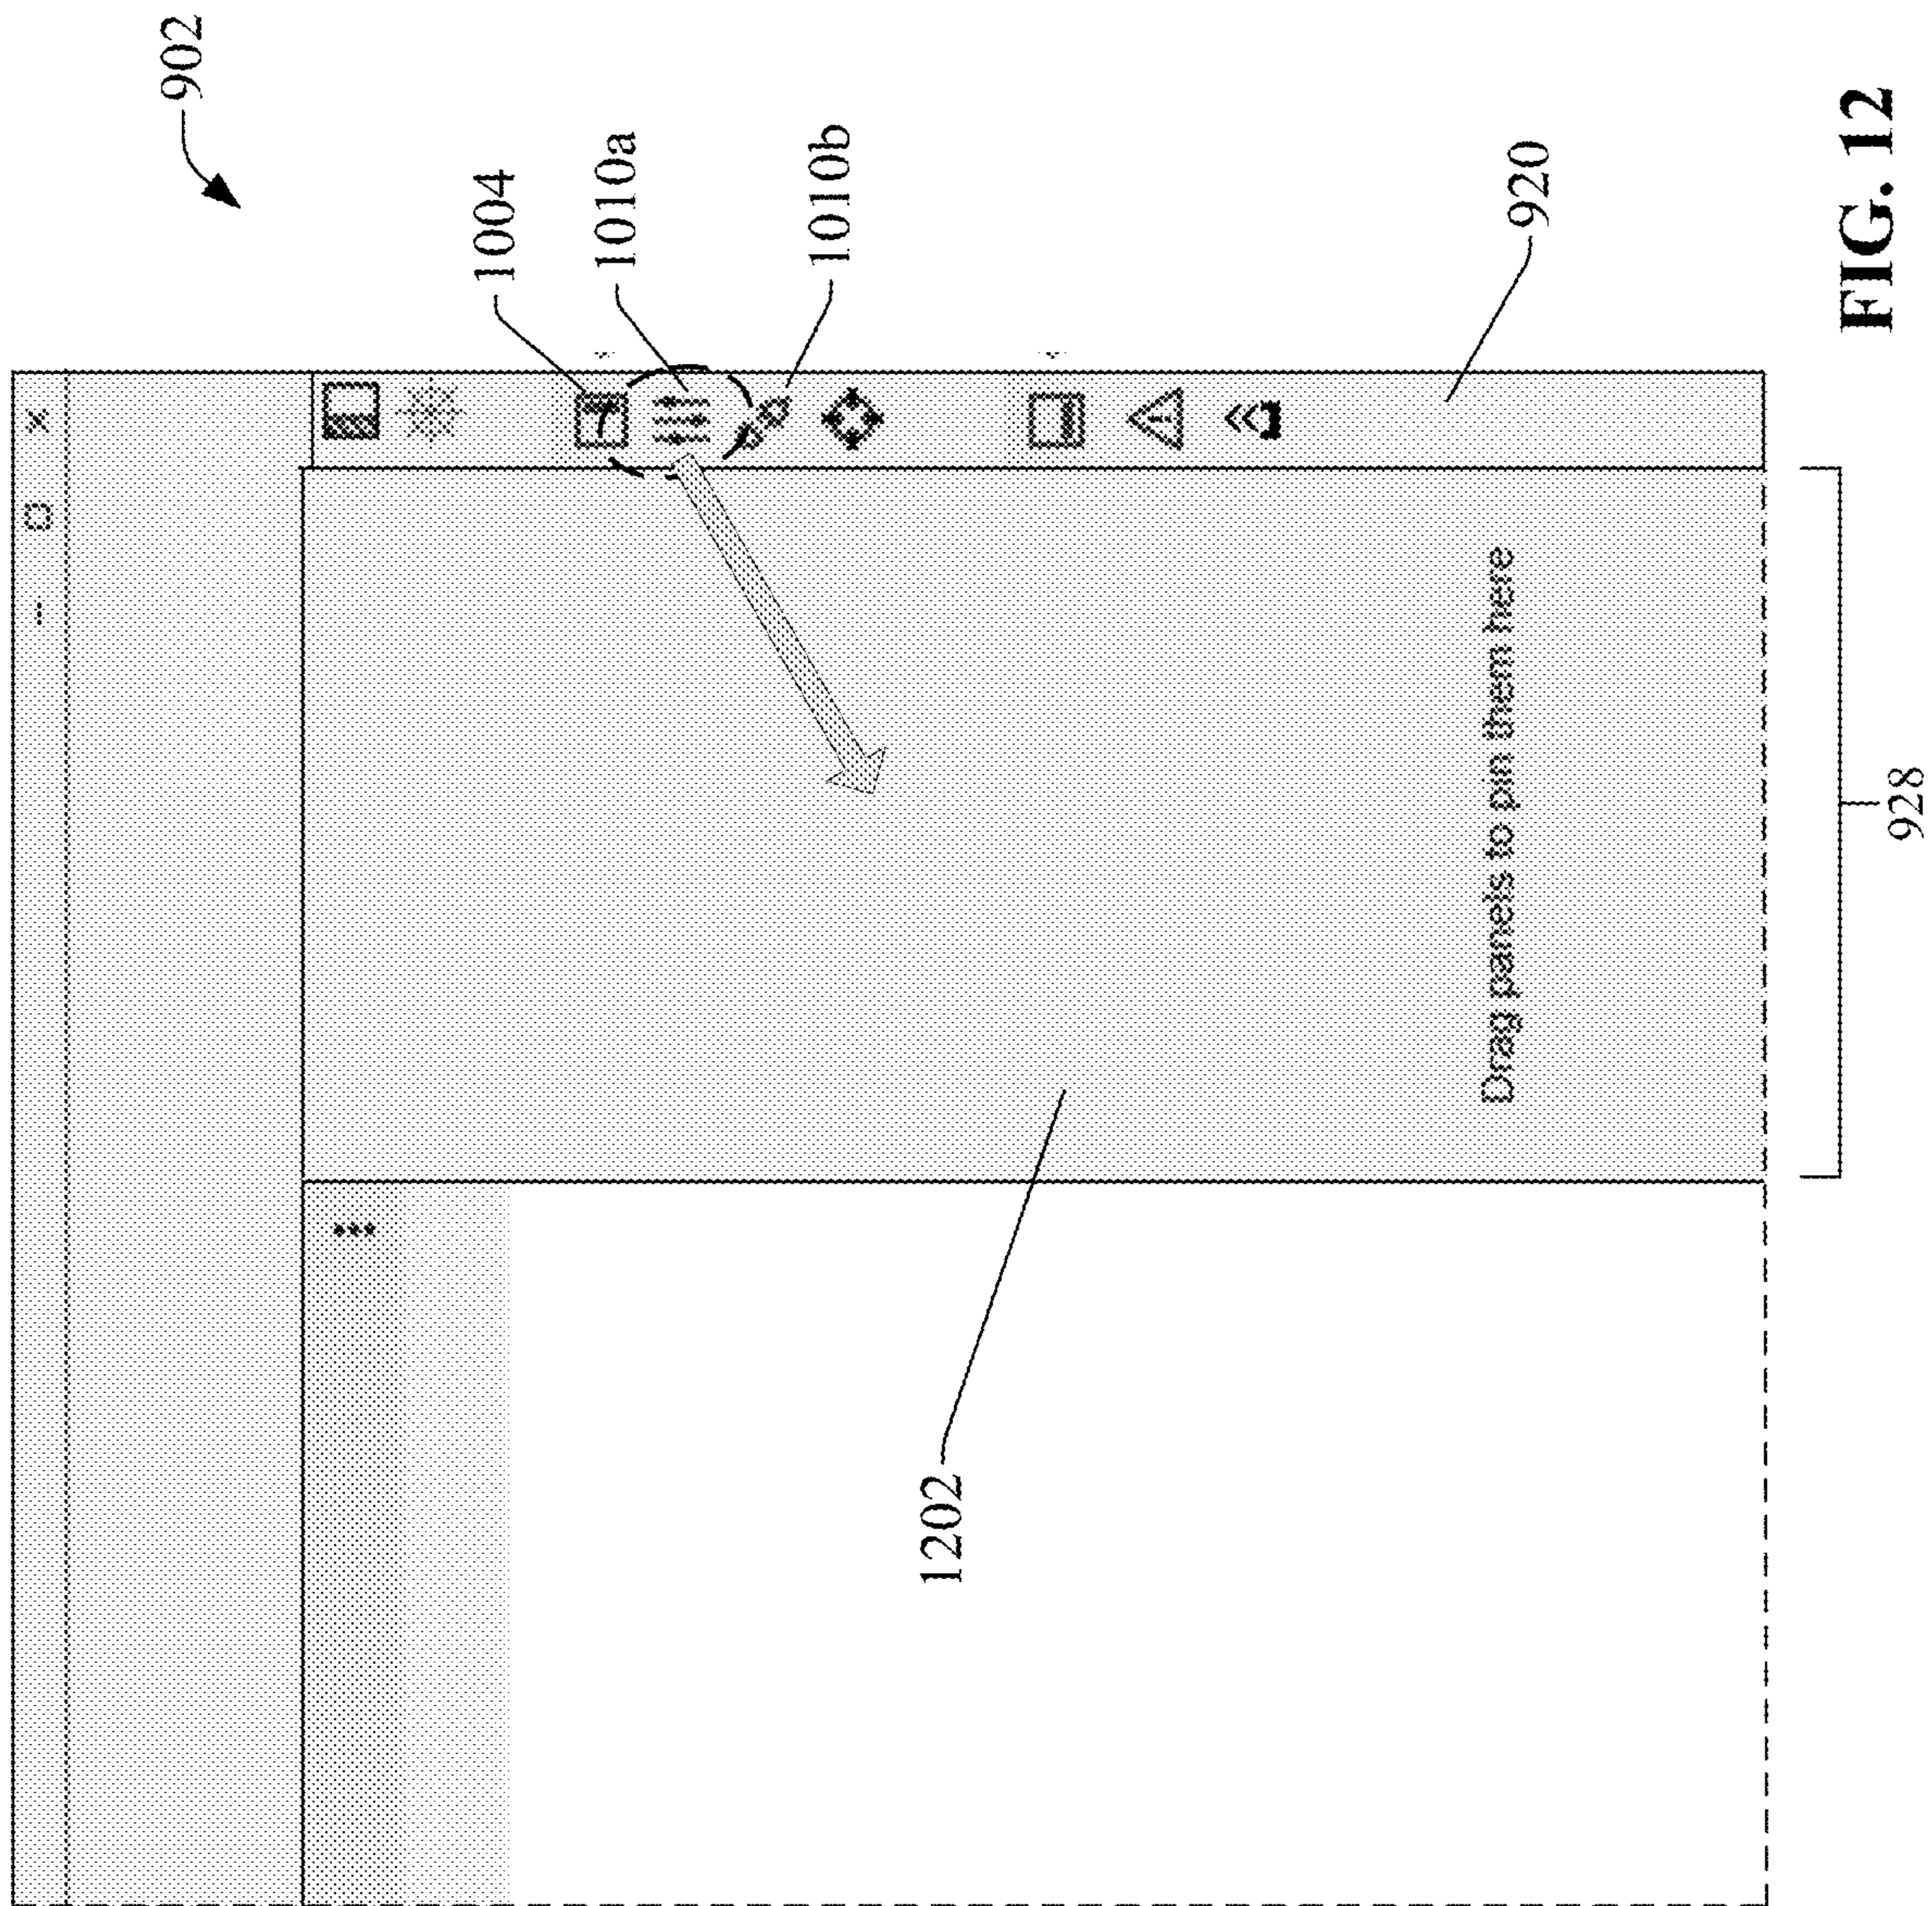 902
1004
1010a
1010b
1202
920
Drag panels to pin them here
928
FIG. 12